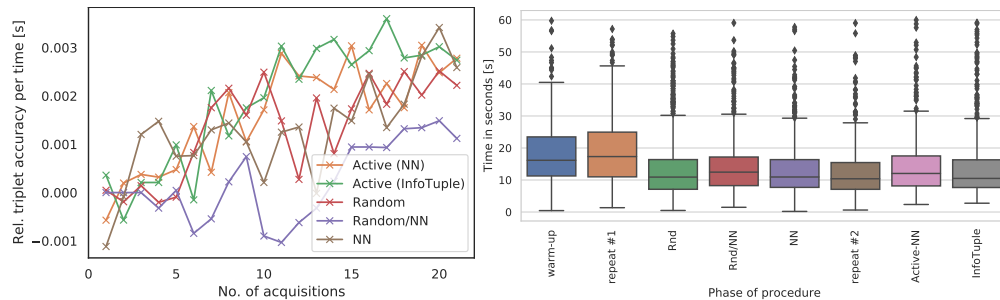 Rel. triplet accuracy per time [s]
0.003
0.002
0.001
0.000
−0.001
0
5
10
15
20
No. of acquisitions
Active (NN)
Active (InfoTuple)
Random
Random/NN
NN
Time in seconds [s]
60
50
40
30
20
10
0
warm-up
repeat #1
Rnd
Rnd/NN
NN
repeat #2
Active-NN
InfoTuple
Phase of procedure